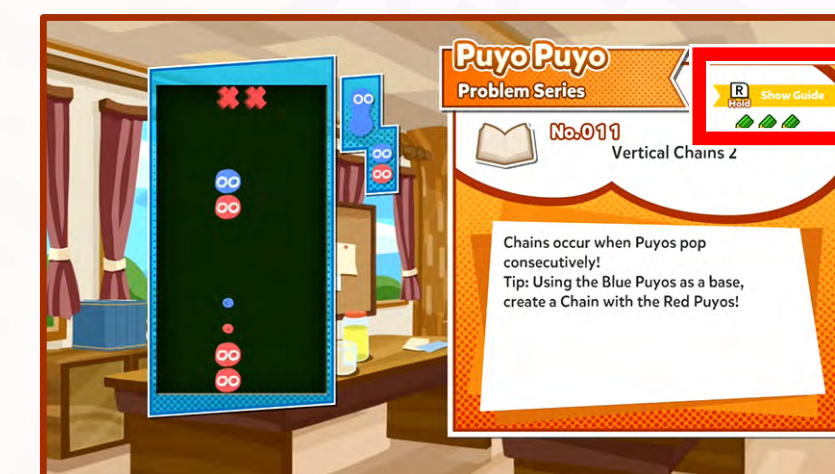 Puyo Puyo
Problem Series
R
Hold
Show Guide
No.011
Vertical Chains 2
Chains occur when Puyos pop
consecutively!
Tip: Using the Blue Puyos as a base,
create a Chain with the Red Puyos!